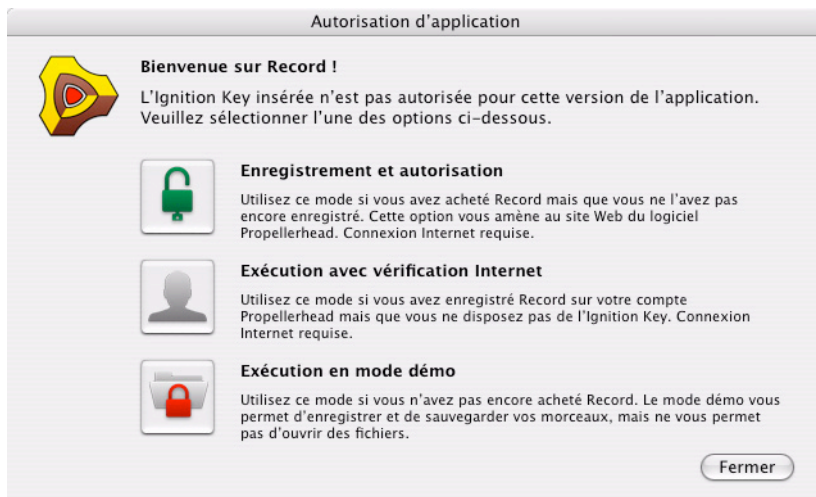 Autorisation d'application
Bienvenue sur Record !
L'Ignition Key insérée n'est pas autorisée pour cette version de l'application.
Veuillez sélectionner l'une des options ci-dessous.
Enregistrement et autorisation
Utilisez ce mode si vous avez acheté Record mais que vous ne l'avez pas
encore enregistré. Cette option vous amène au site Web du logiciel
Propellerhead. Connexion Internet requise.
Exécution avec vérification Internet
Utilisez ce mode si vous avez enregistré Record sur votre compte
Propellerhead mais que vous ne disposez pas de l'Ignition Key. Connexion
Internet requise.
Exécution en mode démo
Utilisez ce mode si vous n'avez pas encore acheté Record. Le mode démo vous
permet d'enregistrer et de sauvegarder vos morceaux, mais ne vous permet
pas d'ouvrir des fichiers.
Fermer